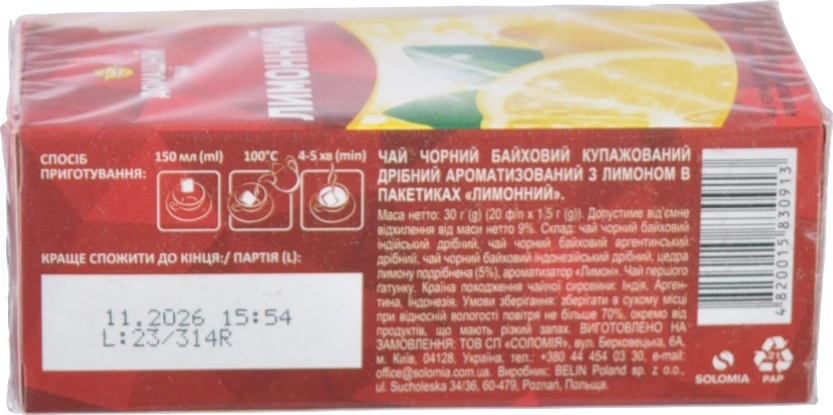 ДОМАШНІЙ
ЧАЙ
ЛИМОННИЙ
СПОСІБ
ПРИГОТУВАННЯ:
150 мл (ml)
100°C
4-5 хв (min)
КРАЩЕ СПОЖИТИ ДО КІНЦЯ:/ ПАРТІЯ (L):
11.2026 15:54
L:23/314R
ЧАЙ ЧОРНИЙ БАЙХОВИЙ КУПАЖОВАНИЙ
ДРІБНИЙ АРОМАТИЗОВАНИЙ З ЛИМОНОМ В
ПАКЕТИКАХ «ЛИМОННИЙ».
Маса нетто: 30 г (g) (20 ф/п х 1,5 г (g)). Допустиме від'ємне
відхилення від маси нетто 9%. Склад: чай чорний байховий
індійський дрібний, чай чорний байховий аргентинський
дрібний, чай чорний байховий індонезійський дрібний, цедра
лимону подрібнена (5%), ароматизатор «Лимон». Чай першого
гатунку. Країна походження чайної сировини: Індія, Арген-
тина, Індонезія. Умови зберігання: зберігати в сухому місці
при відносній вологості повітря не більше 70%, окремо від
продуктів, що мають різкий запах. ВИГОТОВЛЕНО НА
ЗАМОВЛЕННЯ: ТОВ СП «СОЛОМІЯ», вул. Берковецька, 6А,
м. Київ, 04128, Україна, тел.: +380 44 454 03 30, e-mail:
office@solomia.com.ua. Виробник: BELIN Poland sp. z o.o.,
ul. Sucholeska 34/36, 60-479, Poznań, Польща.
4820015830913
SOLOMIA
21
PAP